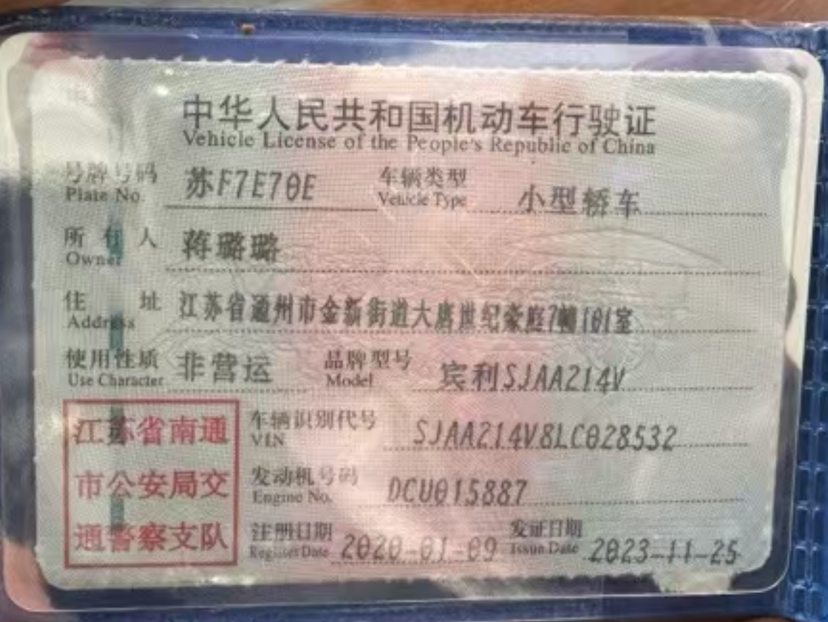 中华人民共和国机动车行驶证
Vehicle License of the People's Republic of China
号牌号码 苏F7E70E 车辆类型 小型轿车
Plate No. Vehicle Type
所有人 蒋璐璐
Owner
住址 江苏省通州市金新街道大唐世纪豪庭7幢101室
Address
使用性质 非营运 品牌型号 宾利SJAA214V
Use Character Model
江苏省南通 车辆识别代号 SJAA214V8LC028532
VIN
市公安局交 发动机号码 DCU015887
Engine No.
通警察支队 注册日期 2020-01-09 发证日期 2023-11-25
Register Date Issue Date